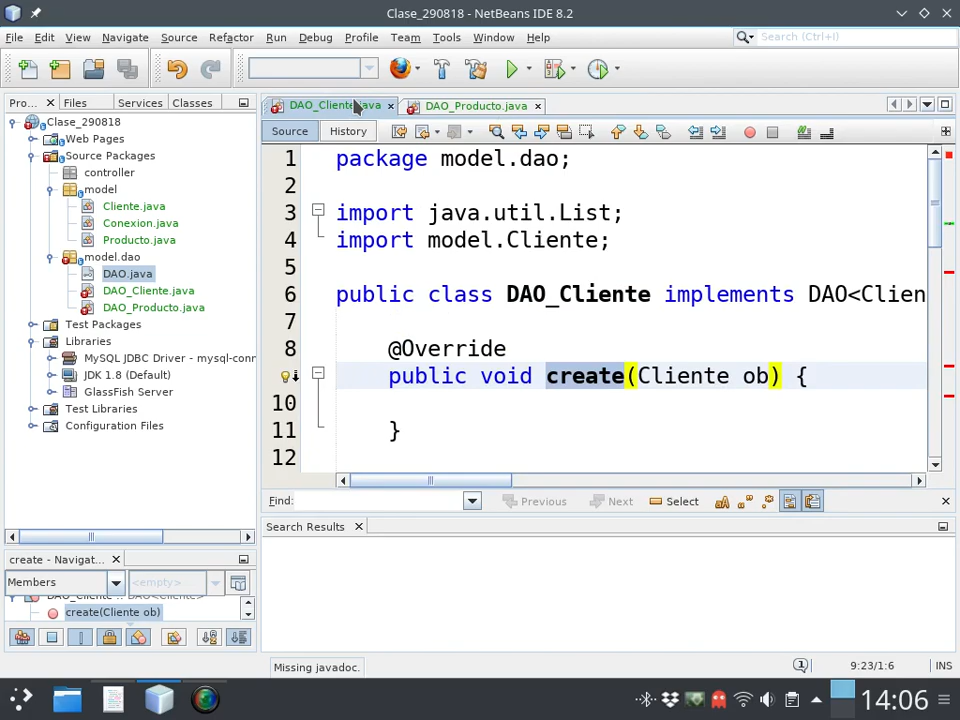 Clase_290818 - NetBeans IDE 8.2
File Edit View Navigate Source Refactor Run Debug Profile Team Tools Window Help
Search (Ctrl+I)
Pro... Files Services Classes
DAO_Cliente.java DAO_Producto.java
Source History
Clase_290818
Web Pages
Source Packages
controller
model
Cliente.java
Conexion.java
Producto.java
model.dao
DAO.java
DAO_Cliente.java
DAO_Producto.java
Test Packages
Libraries
MySQL JDBC Driver - mysql-conn
JDK 1.8 (Default)
GlassFish Server
Test Libraries
Configuration Files
1 package model.dao;
2
3 import java.util.List;
4 import model.Cliente;
5
6 public class DAO_Cliente implements DAO<Clien
7
8 @Override
public void create(Cliente ob) {
10
11 }
12
Find: Previous Next Select
Search Results
create - Navigat...
Members <empty>
DAO_Cliente :: DAO<Cliente>
create(Cliente ob)
Missing javadoc. 1 9:23/1:6 INS
14:06